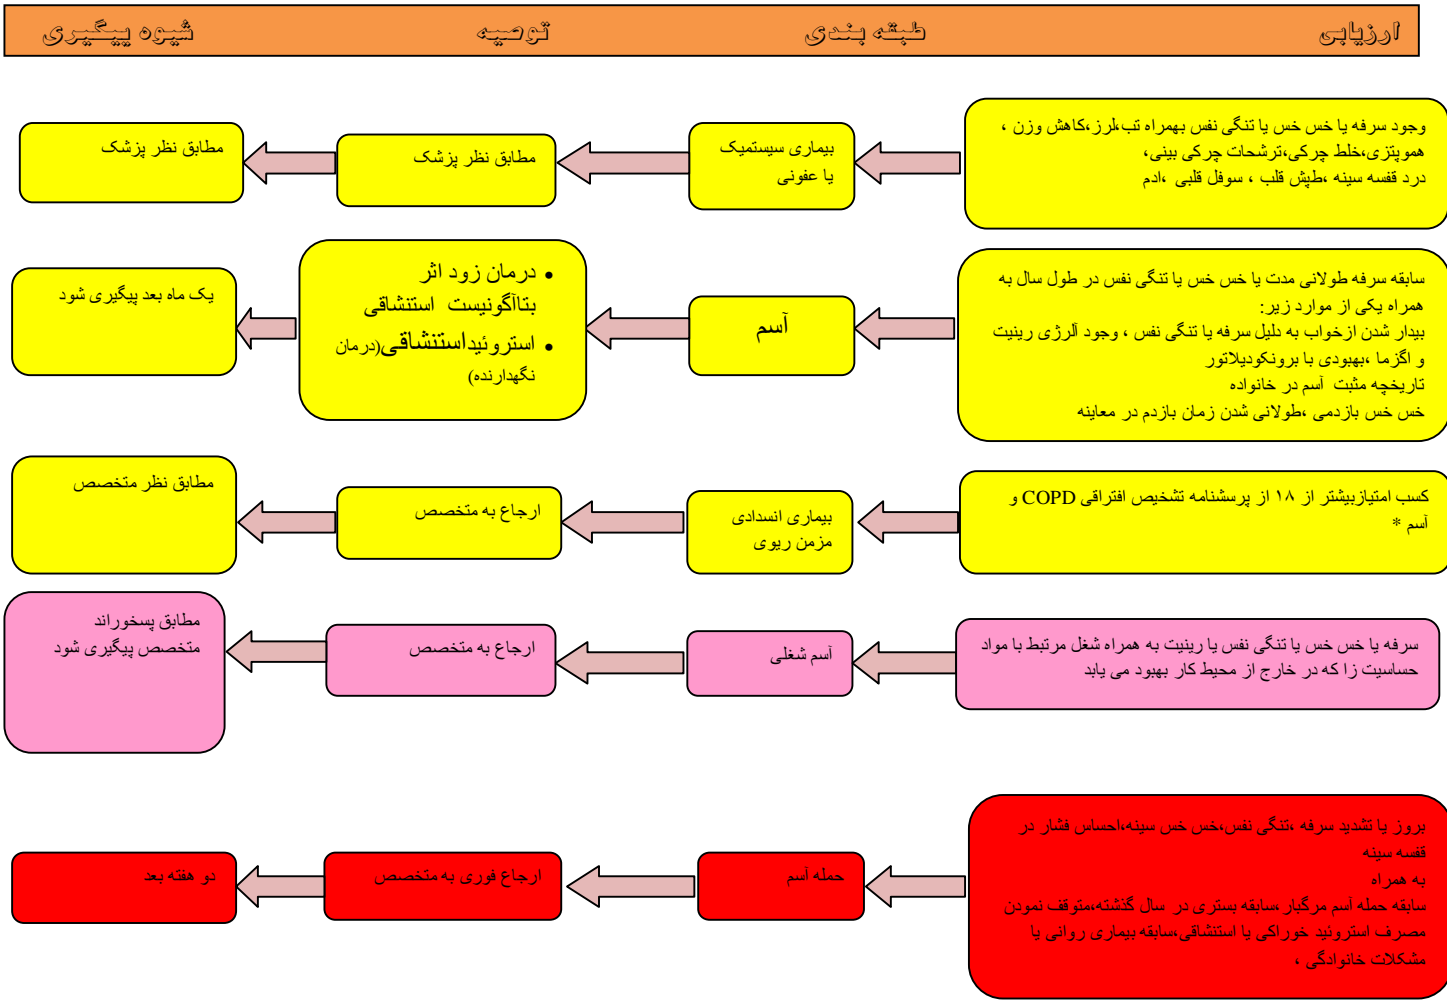 ارزیابی
طبقه بندی
توصیه
شیوه پیگیری
وجود سرفه یا خس خس یا تنگی نفس بهمراه تب،لرز،کاهش وزن ،
هموپتزی،خلط چرکی،ترشحات چرکی بینی،
درد قفسه سینه ،طپش قلب ، سوفل قلبی ،ادم
بیماری سیستمیک
یا عفونی
مطابق نظر پزشک
مطابق نظر پزشک
سابقه سرفه طولانی مدت یا خس خس یا تنگی نفس در طول سال به
همراه یکی از موارد زیر:
بیدار شدن ازخواب به دلیل سرفه یا تنگی نفس ، وجود آلرژی رینیت
و اگزما ،بهبودی با برونکودیلاتور
تاریخچه مثبت آسم در خانواده
خس خس بازدمی ،طولانی شدن زمان بازدم در معاینه
آسم
• درمان زود اثر
بتاآگونیست استنشاقی
• استروئیداستنشاقی(درمان
نگهدارنده)
یک ماه بعد پیگیری شود
کسب امتیازبیشتر از ۱۸ از پرسشنامه تشخیص افتراقی COPD و
آسم *
بیماری انسدادی
مزمن ریوی
ارجاع به متخصص
مطابق نظر متخصص
سرفه یا خس خس یا تنگی نفس یا رینیت به همراه شغل مرتبط با مواد
حساسیت زا که در خارج از محیط کار بهبود می یابد
آسم شغلی
ارجاع به متخصص
مطابق پسخوراند
متخصص پیگیری شود
بروز یا تشدید سرفه ،تنگی نفس،خس خس سینه،احساس فشار در
قفسه سینه
به همراه
سابقه حمله آسم مرگبار،سابقه بستری در سال گذشته،متوقف نمودن
مصرف استروئید خوراکی یا استنشاقی،سابقه بیماری روانی یا
مشکلات خانوادگی ،
حمله آسم
ارجاع فوری به متخصص
دو هفته بعد